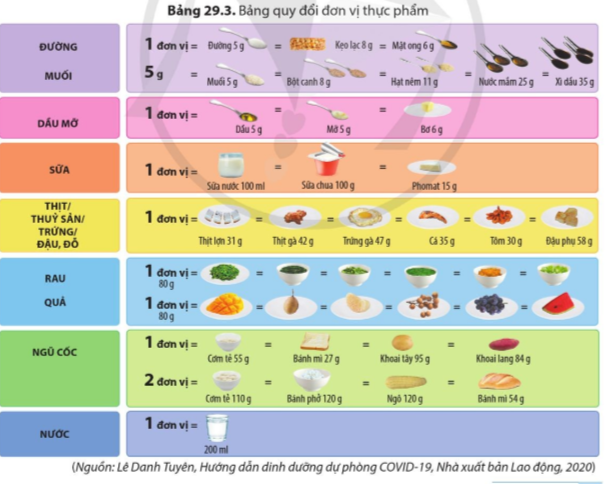 Bảng 29.3. Bảng quy đổi đơn vị thực phẩm
ĐƯỜNG
1 đơn vị = Đường 5 g = Kẹo lạc 8 g = Mật ong 6 g
MUỐI
5 g = Muối 5 g = Bột canh 8 g = Hạt nêm 11 g = Nước mắm 25 g = Xì dầu 35 g
DẦU MỠ
1 đơn vị = Dầu 5 g = Mỡ 5 g = Bơ 6 g
SỮA
1 đơn vị = Sữa nước 100 ml = Sữa chua 100 g = Phomat 15 g
THỊT/
THUỶ SẢN/
TRỨNG/
ĐẬU, ĐỖ
1 đơn vị = Thịt lợn 31 g = Thịt gà 42 g = Trứng gà 47 g = Cá 35 g = Tôm 30 g = Đậu phụ 58 g
RAU
1 đơn vị = = = = = =
80 g
QUẢ
1 đơn vị = = = = = =
80 g
NGŨ CỐC
1 đơn vị = Cơm tẻ 55 g = Bánh mì 27 g = Khoai tây 95 g = Khoai lang 84 g
2 đơn vị = Cơm tẻ 110 g = Bánh phở 120 g = Ngô 120 g = Bánh mì 54 g
NƯỚC
1 đơn vị = 200 ml
(Nguồn: Lê Danh Tuyên, Hướng dẫn dinh dưỡng dự phòng COVID-19, Nhà xuất bản Lao động, 2020)